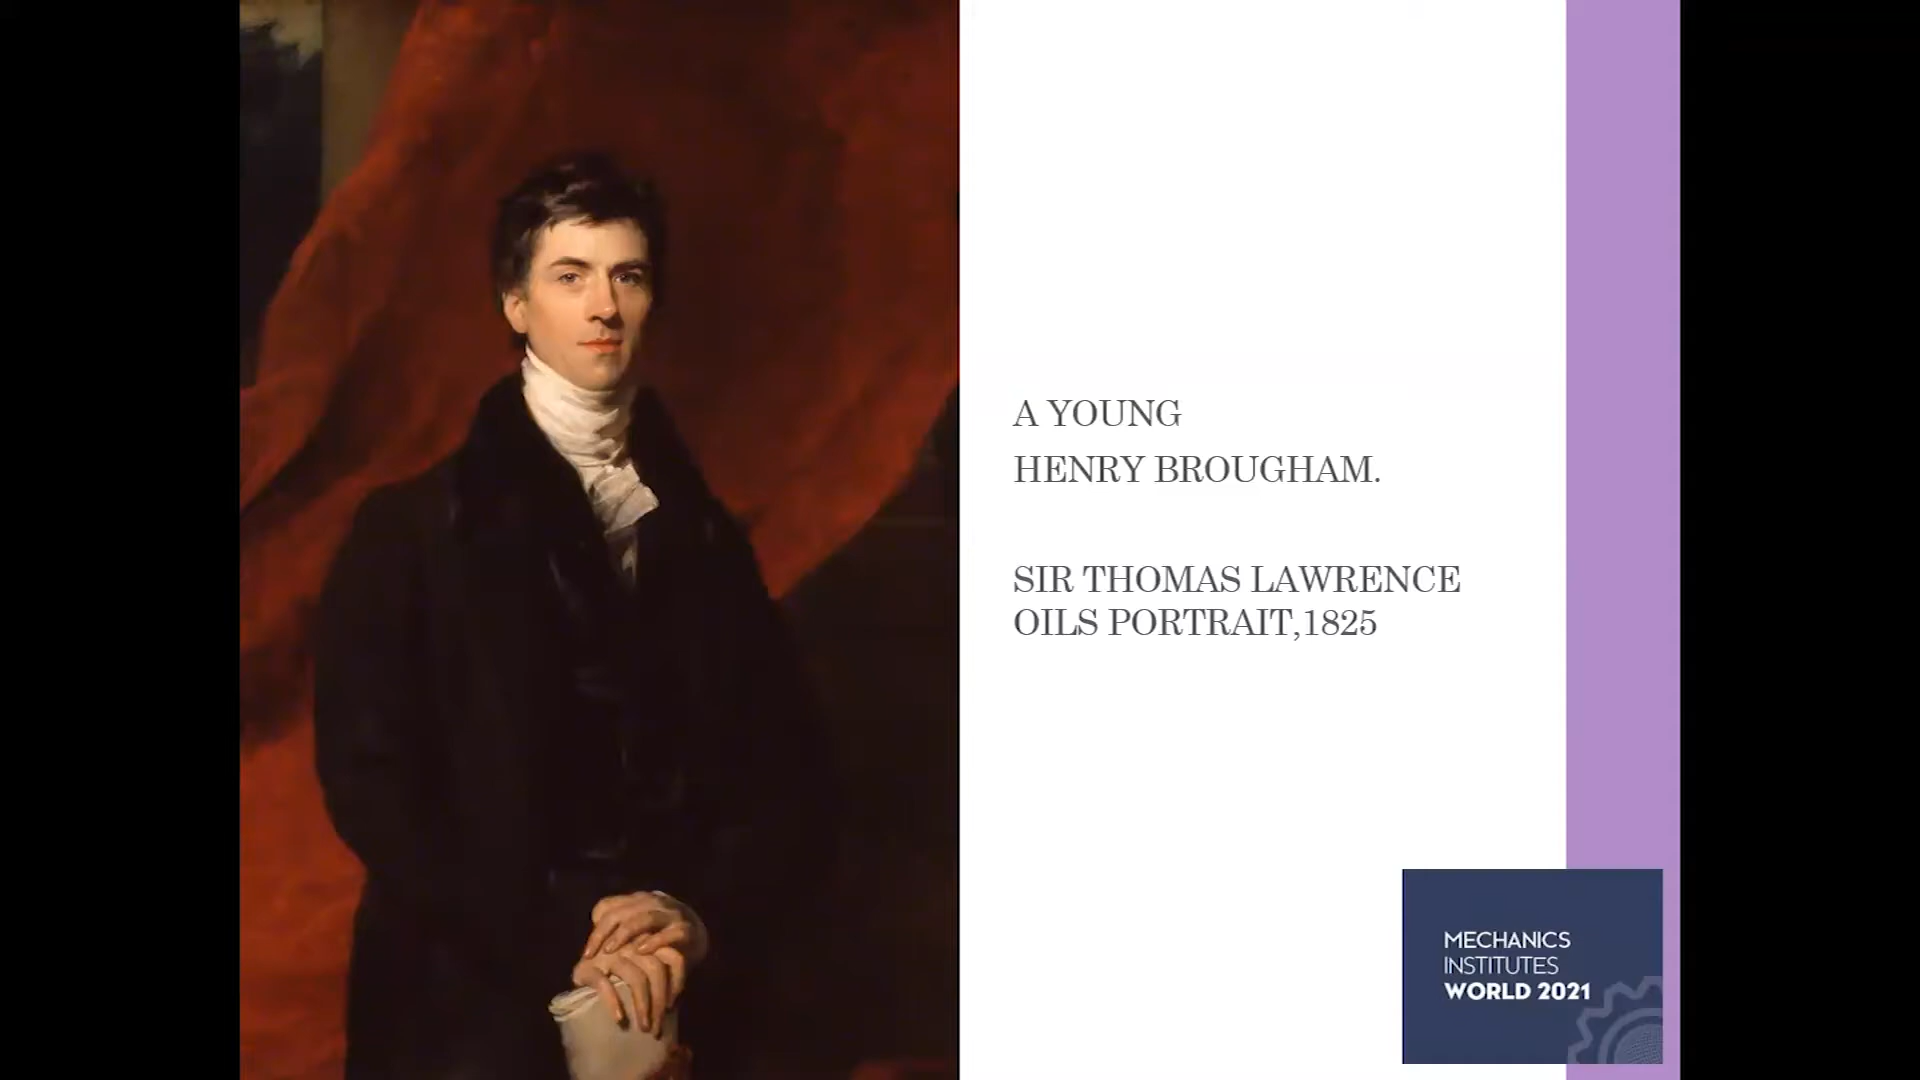 A YOUNG
HENRY BROUGHAM.
SIR THOMAS LAWRENCE
OILS PORTRAIT,1825
MECHANICS
INSTITUTES
WORLD 2021